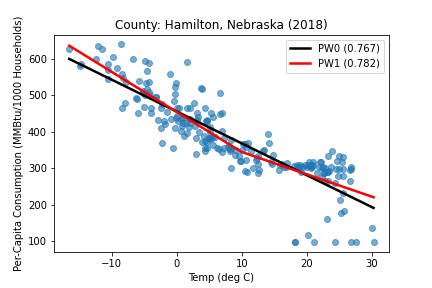 County: Hamilton, Nebraska (2018)
PW0 (0.767)
PW1 (0.782)
Per-Capita Consumption (MMBtu/1000 Households)
600
500
400
300
200
100
−10
0
10
20
30
Temp (deg C)